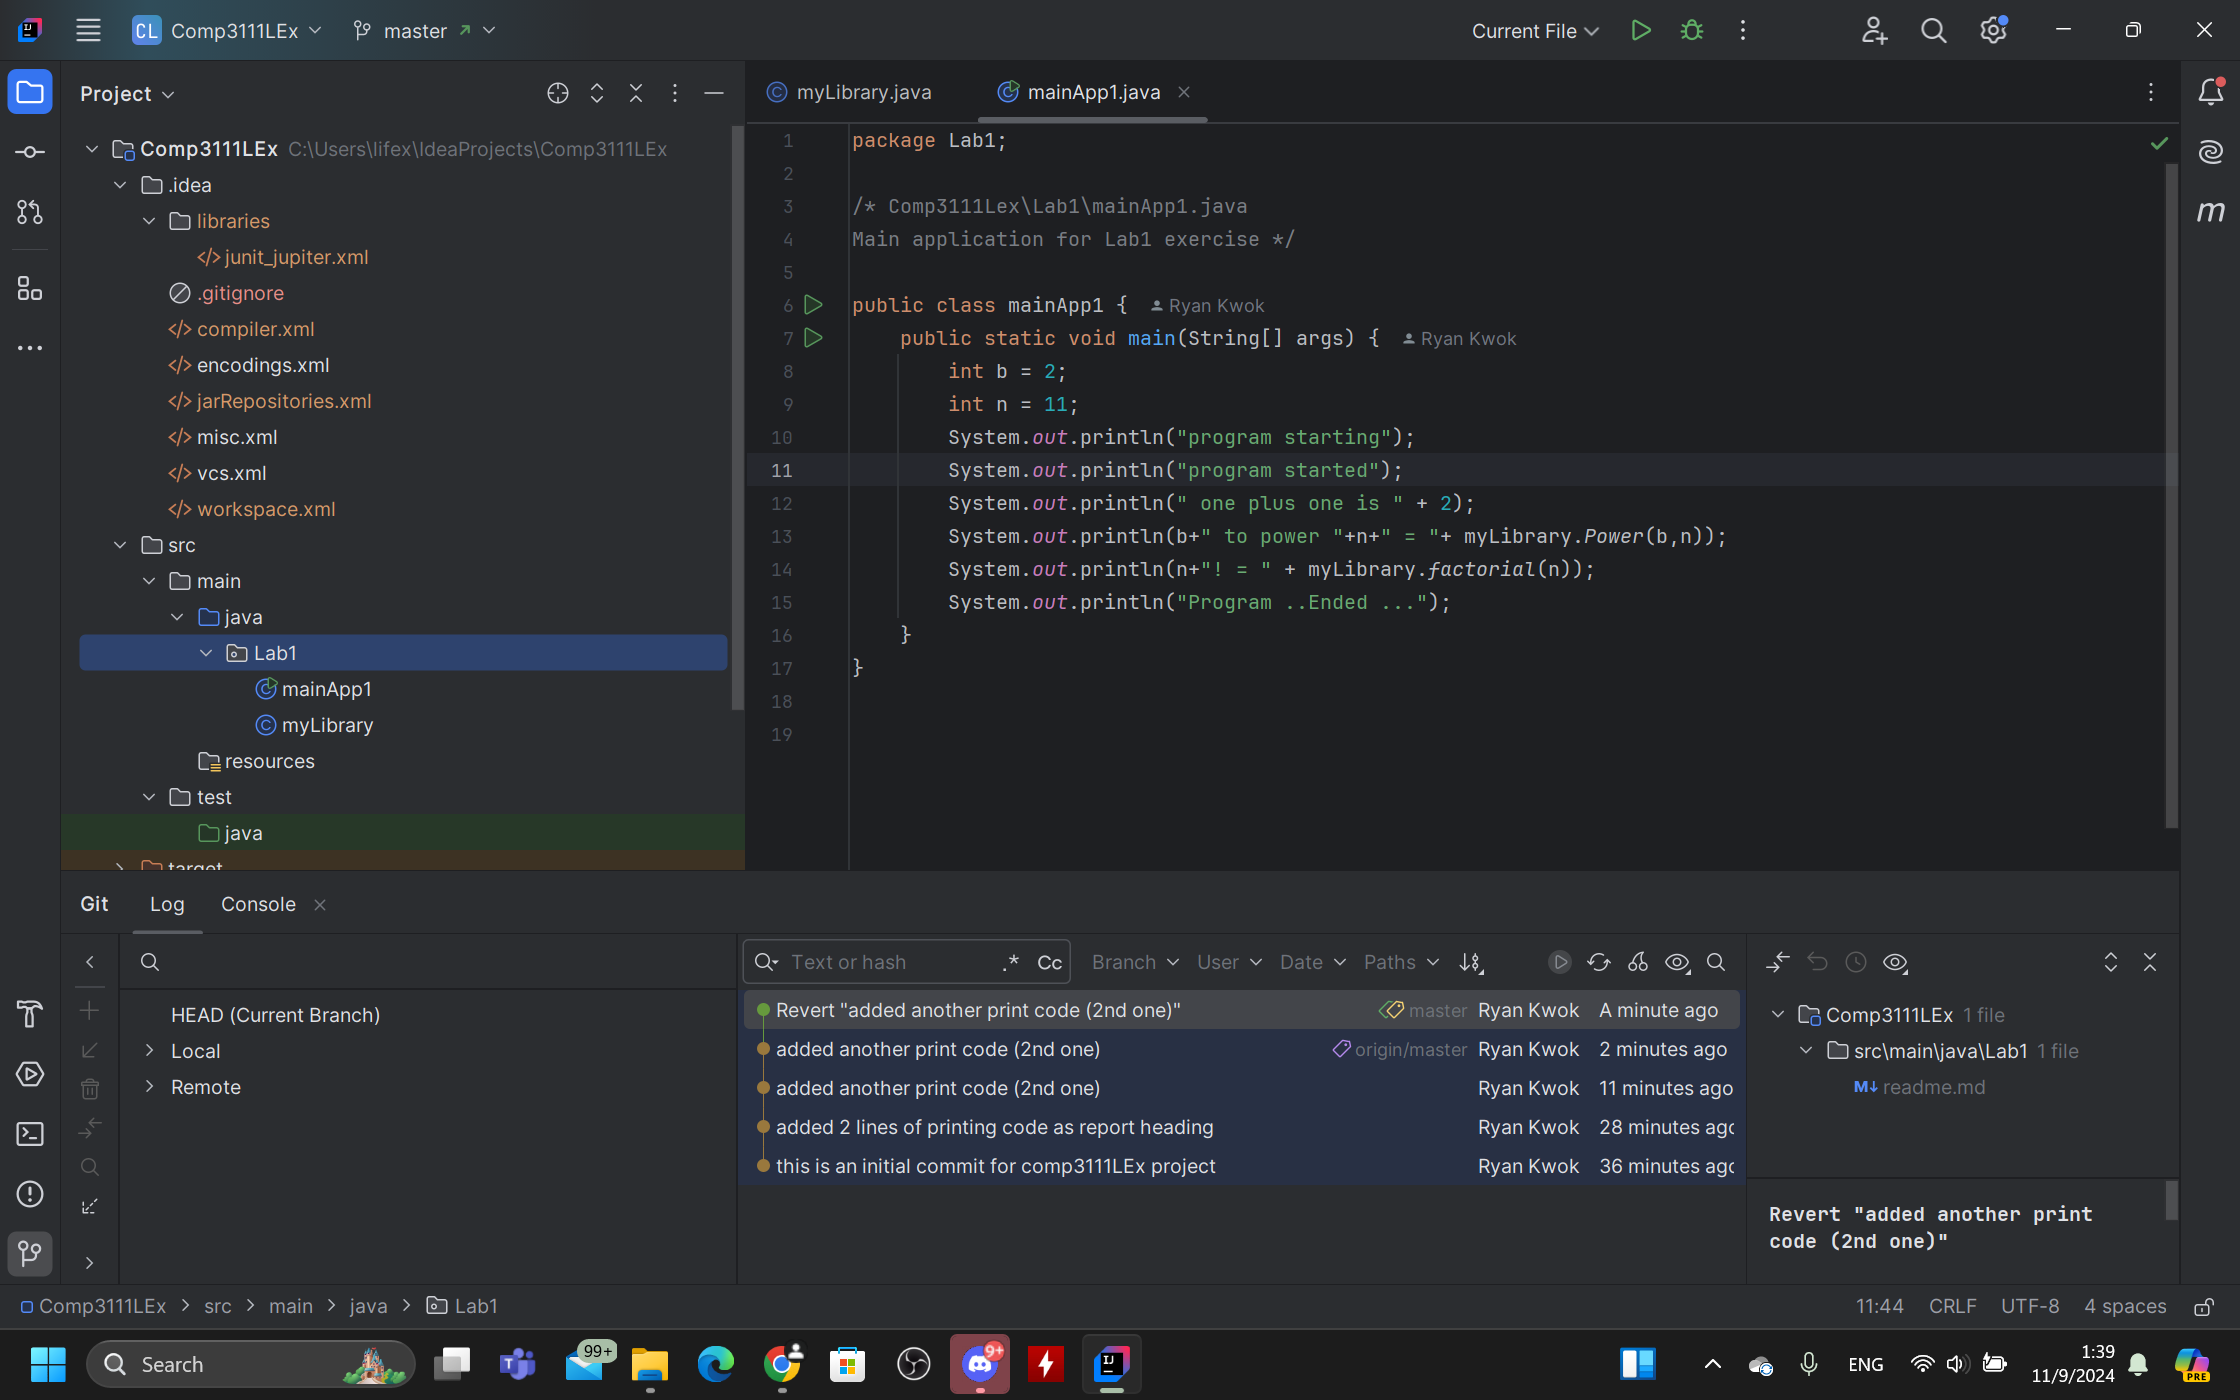 CL Comp3111LEx master Current File
Project
myLibrary.java mainApp1.java
Comp3111LEx C:\Users\lifex\IdeaProjects\Comp3111LEx
.idea
libraries
</> junit_jupiter.xml
.gitignore
</> compiler.xml
</> encodings.xml
</> jarRepositories.xml
</> misc.xml
</> vcs.xml
</> workspace.xml
src
main
java
Lab1
mainApp1
myLibrary
resources
test
java
target
1 package Lab1;
2
3 /* Comp3111Lex\Lab1\mainApp1.java
4 Main application for Lab1 exercise */
5
6 public class mainApp1 { Ryan Kwok
7 public static void main(String[] args) { Ryan Kwok
8 int b = 2;
9 int n = 11;
10 System.out.println("program starting");
11 System.out.println("program started");
12 System.out.println(" one plus one is " + 2);
13 System.out.println(b+" to power "+n+" = "+ myLibrary.Power(b,n));
14 System.out.println(n+"! = " + myLibrary.factorial(n));
15 System.out.println("Program ..Ended ...");
16 }
17 }
18
19
m
Git Log Console
HEAD (Current Branch)
Local
Remote
Text or hash .* Cc Branch User Date Paths
Revert "added another print code (2nd one)" master Ryan Kwok A minute ago
added another print code (2nd one) origin/master Ryan Kwok 2 minutes ago
added another print code (2nd one) Ryan Kwok 11 minutes ago
added 2 lines of printing code as report heading Ryan Kwok 28 minutes ago
this is an initial commit for comp3111LEx project Ryan Kwok 36 minutes ago
Comp3111LEx 1 file
src\main\java\Lab1 1 file
M↓ readme.md
Revert "added another print
code (2nd one)"
Comp3111LEx > src > main > java > Lab1 11:44 CRLF UTF-8 4 spaces
Search 99+ 9+ ENG 1:39
11/9/2024 PRE